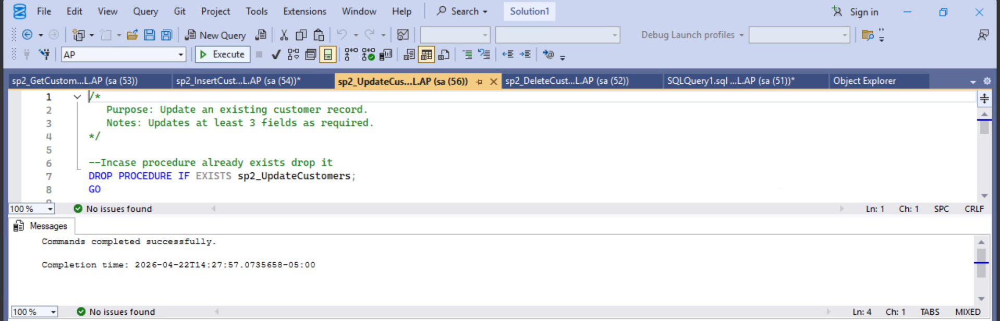 File Edit View Query Git Project Tools Extensions Window Help Search Solution1 Sign in
New Query Debug Launch profiles
AP Execute
sp2_GetCustom...L.AP (sa (53)) sp2_InsertCust...L.AP (sa (54))* sp2_UpdateCus...L.AP (sa (56)) sp2_DeleteCust...L.AP (sa (52)) SQLQuery1.sql ...L.AP (sa (51))* Object Explorer
1 /*
2 Purpose: Update an existing customer record.
3 Notes: Updates at least 3 fields as required.
4 */
5
6 --Incase procedure already exists drop it
7 DROP PROCEDURE IF EXISTS sp2_UpdateCustomers;
8 GO
100 % No issues found Ln: 1 Ch: 1 SPC CRLF
Messages
Commands completed successfully.
Completion time: 2026-04-22T14:27:57.0735658-05:00
100 % No issues found Ln: 4 Ch: 1 TABS MIXED